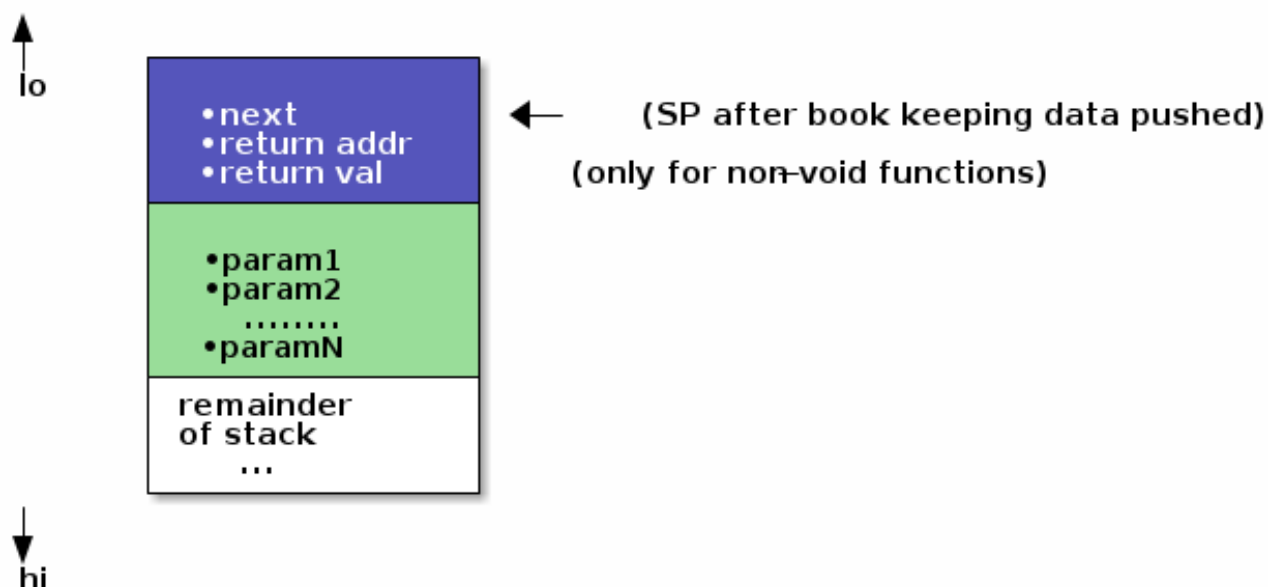 lo
•next (SP after book keeping data pushed)
•return addr
•return val (only for non-void functions)
•param1
•param2
........
•paramN
remainder
of stack
...
hi